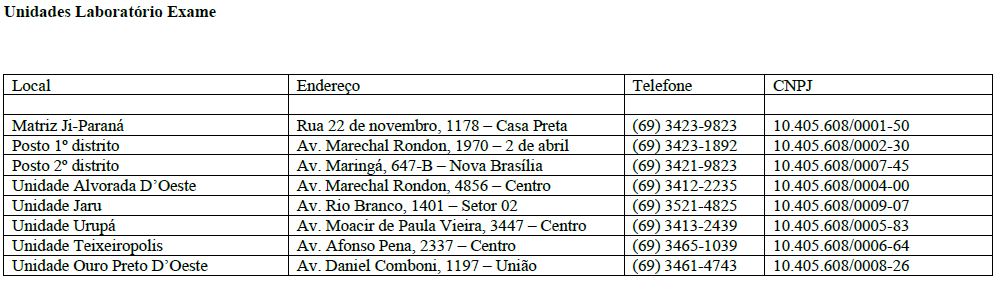 Unidades Laboratório Exame
Local Endereço Telefone CNPJ
Matriz Ji-Paraná Rua 22 de novembro, 1178 – Casa Preta (69) 3423-9823 10.405.608/0001-50
Posto 1º distrito Av. Marechal Rondon, 1970 – 2 de abril (69) 3423-1892 10.405.608/0002-30
Posto 2º distrito Av. Maringá, 647-B – Nova Brasília (69) 3421-9823 10.405.608/0007-45
Unidade Alvorada D’Oeste Av. Marechal Rondon, 4856 – Centro (69) 3412-2235 10.405.608/0004-00
Unidade Jaru Av. Rio Branco, 1401 – Setor 02 (69) 3521-4825 10.405.608/0009-07
Unidade Urupá Av. Moacir de Paula Vieira, 3447 – Centro (69) 3413-2439 10.405.608/0005-83
Unidade Teixeiropolis Av. Afonso Pena, 2337 – Centro (69) 3465-1039 10.405.608/0006-64
Unidade Ouro Preto D’Oeste Av. Daniel Comboni, 1197 – União (69) 3461-4743 10.405.608/0008-26